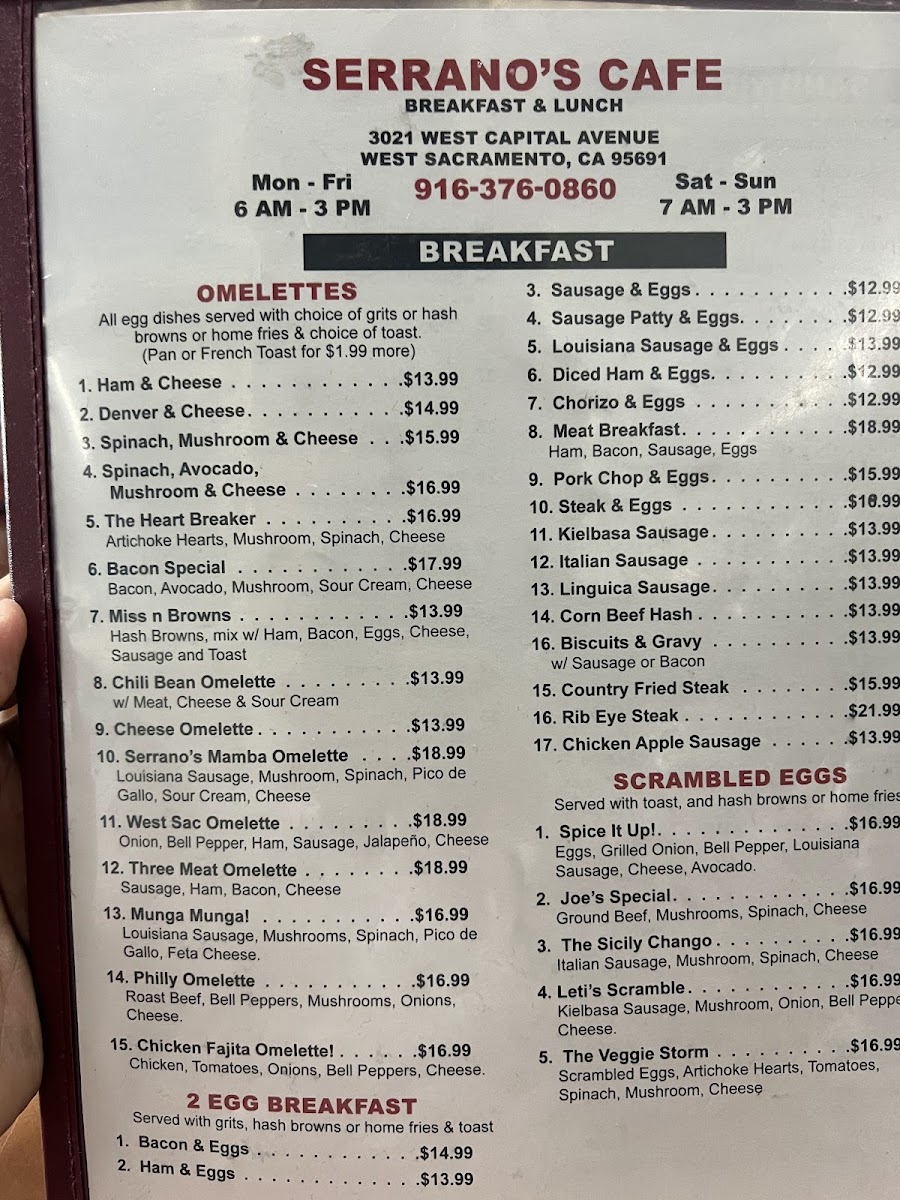 SERRANO'S CAFE
BREAKFAST & LUNCH
3021 WEST CAPITAL AVENUE
WEST SACRAMENTO, CA 95691
916-376-0860
Mon - Fri
6 AM - 3 PM
Sat - Sun
7 AM - 3 PM
BREAKFAST
OMELETTES
All egg dishes served with choice of grits or hash
browns or home fries & choice of toast.
(Pan or French Toast for $1.99 more)
1. Ham & Cheese . . . . . . . . . . . .$13.99
2. Denver & Cheese. . . . . . . . . . .$14.99
3. Spinach, Mushroom & Cheese . . .$15.99
4. Spinach, Avocado,
Mushroom & Cheese . . . . . . . .$16.99
5. The Heart Breaker . . . . . . . . . .$16.99
Artichoke Hearts, Mushroom, Spinach, Cheese
6. Bacon Special . . . . . . . . . . . .$17.99
Bacon, Avocado, Mushroom, Sour Cream, Cheese
7. Miss n Browns . . . . . . . . . . . .$13.99
Hash Browns, mix w/ Ham, Bacon, Eggs, Cheese,
Sausage and Toast
8. Chili Bean Omelette . . . . . . . . .$13.99
w/ Meat, Cheese & Sour Cream
9. Cheese Omelette. . . . . . . . . . .$13.99
10. Serrano's Mamba Omelette . . . .$18.99
Louisiana Sausage, Mushroom, Spinach, Pico de
Gallo, Sour Cream, Cheese
11. West Sac Omelette . . . . . . . . .$18.99
Onion, Bell Pepper, Ham, Sausage, Jalapeño, Cheese
12. Three Meat Omelette . . . . . . . .$18.99
Sausage, Ham, Bacon, Cheese
13. Munga Munga! . . . . . . . . . . .$16.99
Louisiana Sausage, Mushrooms, Spinach, Pico de
Gallo, Feta Cheese.
14. Philly Omelette . . . . . . . . . . .$16.99
Roast Beef, Bell Peppers, Mushrooms, Onions,
Cheese.
15. Chicken Fajita Omelette! . . . . . .$16.99
Chicken, Tomatoes, Onions, Bell Peppers, Cheese.
2 EGG BREAKFAST
Served with grits, hash browns or home fries & toast
1. Bacon & Eggs . . . . . . . . . . . .$14.99
2. Ham & Eggs . . . . . . . . . . . . .$13.99
3. Sausage & Eggs. . . . . . . . . . .$12.99
4. Sausage Patty & Eggs. . . . . . . .$12.99
5. Louisiana Sausage & Eggs . . . . .$13.99
6. Diced Ham & Eggs. . . . . . . . . .$12.99
7. Chorizo & Eggs . . . . . . . . . . .$12.99
8. Meat Breakfast. . . . . . . . . . . .$18.99
Ham, Bacon, Sausage, Eggs
9. Pork Chop & Eggs. . . . . . . . . .$15.99
10. Steak & Eggs . . . . . . . . . . . .$16.99
11. Kielbasa Sausage. . . . . . . . . .$13.99
12. Italian Sausage . . . . . . . . . . .$13.99
13. Linguica Sausage. . . . . . . . . .$13.99
14. Corn Beef Hash . . . . . . . . . . .$13.99
16. Biscuits & Gravy . . . . . . . . . .$13.99
w/ Sausage or Bacon
15. Country Fried Steak . . . . . . . .$15.99
16. Rib Eye Steak . . . . . . . . . . . .$21.99
17. Chicken Apple Sausage . . . . . .$13.99
SCRAMBLED EGGS
Served with toast, and hash browns or home fries
1. Spice It Up!. . . . . . . . . . . . . .$16.99
Eggs, Grilled Onion, Bell Pepper, Louisiana
Sausage, Cheese, Avocado.
2. Joe's Special. . . . . . . . . . . . .$16.99
Ground Beef, Mushrooms, Spinach, Cheese
3. The Sicily Chango. . . . . . . . . .$16.99
Italian Sausage, Mushroom, Spinach, Cheese
4. Leti's Scramble. . . . . . . . . . . .$16.99
Kielbasa Sausage, Mushroom, Onion, Bell Peppe
Cheese.
5. The Veggie Storm . . . . . . . . . .$16.99
Scrambled Eggs, Artichoke Hearts, Tomatoes,
Spinach, Mushroom, Cheese